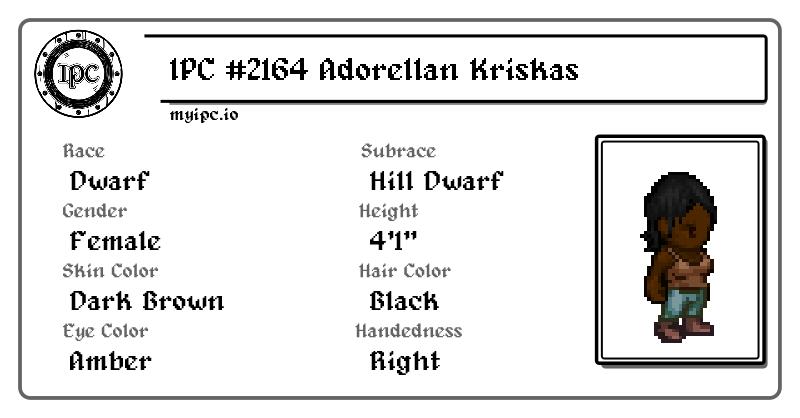 IPC
IPC #2164 Adorellan Kriskas
myipc.io
Race
Dwarf
Subrace
Hill Dwarf
Gender
Female
Height
4'1"
Skin Color
Dark Brown
Hair Color
Black
Eye Color
Amber
Handedness
Right